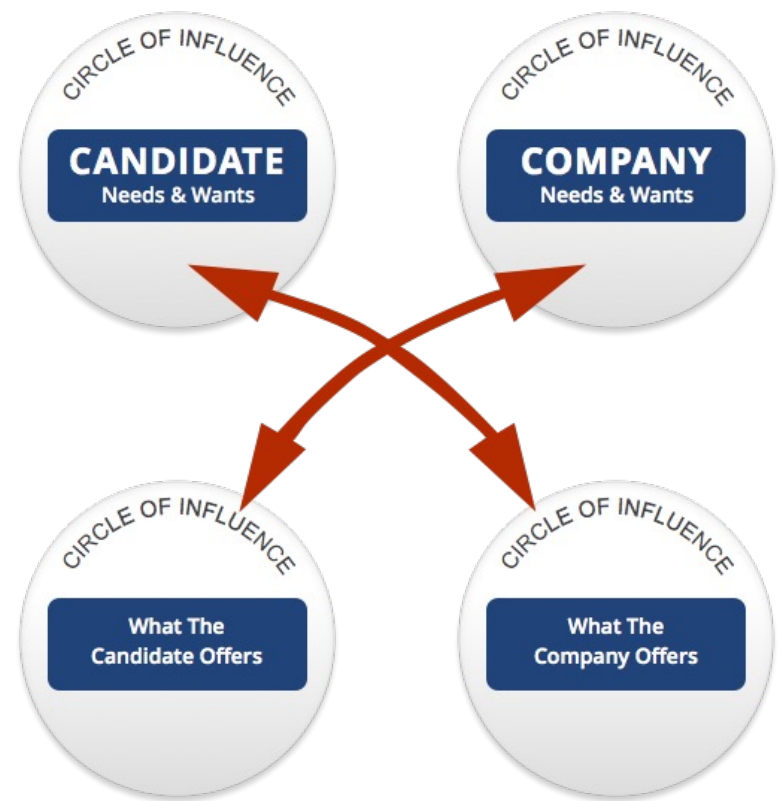 CIRCLE OF INFLUENCE
CANDIDATE
Needs & Wants
CIRCLE OF INFLUENCE
COMPANY
Needs & Wants
CIRCLE OF INFLUENCE
What The
Candidate Offers
CIRCLE OF INFLUENCE
What The
Company Offers